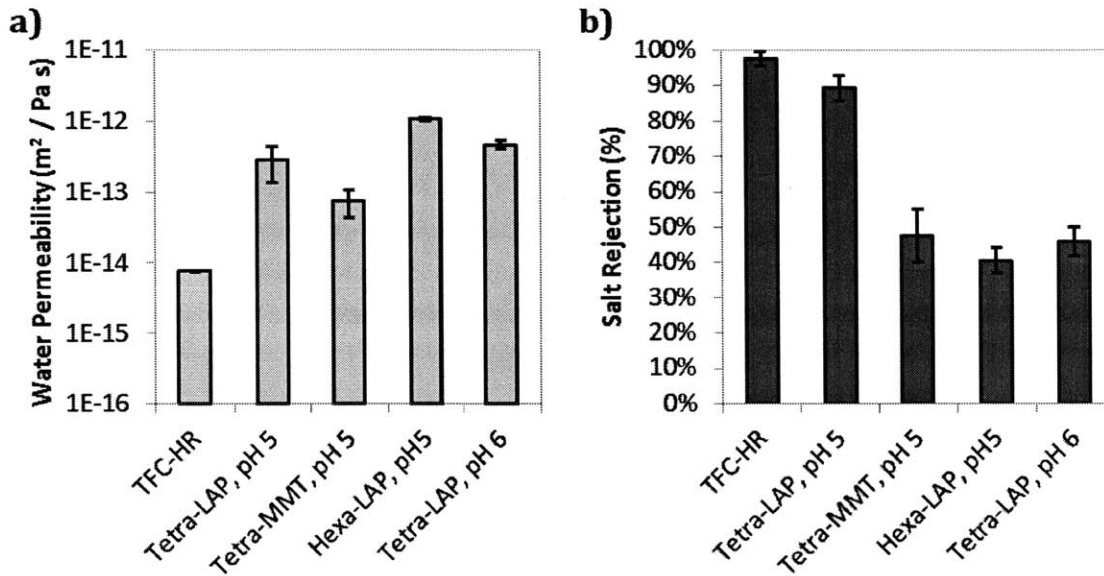 a)
Water Permeability (m² / Pa s)
1E-11
1E-12
1E-13
1E-14
1E-15
1E-16
TFC-HR
Tetra-LAP, pH 5
Tetra-MMT, pH 5
Hexa-LAP, pH5
Tetra-LAP, pH 6
b)
Salt Rejection (%)
100%
90%
80%
70%
60%
50%
40%
30%
20%
10%
0%
TFC-HR
Tetra-LAP, pH 5
Tetra-MMT, pH 5
Hexa-LAP, pH5
Tetra-LAP, pH 6